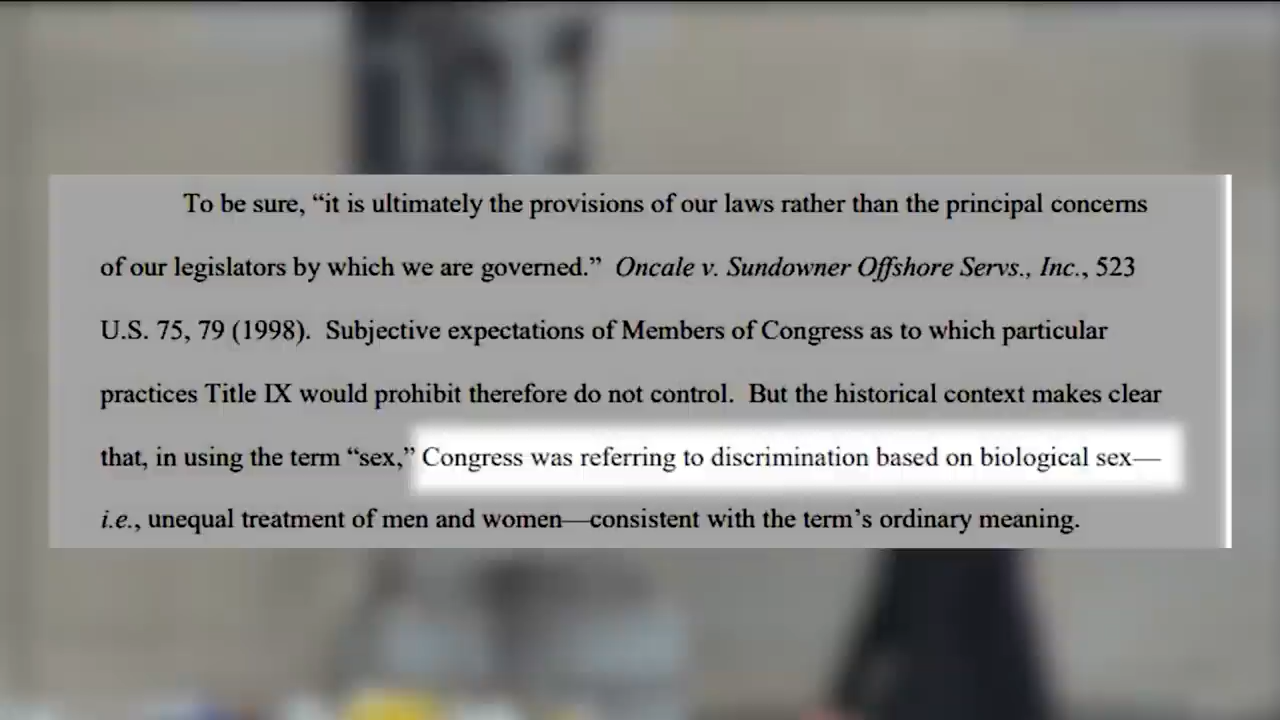 To be sure, “it is ultimately the provisions of our laws rather than the principal concerns
of our legislators by which we are governed.” Oncale v. Sundowner Offshore Servs., Inc., 523
U.S. 75, 79 (1998). Subjective expectations of Members of Congress as to which particular
practices Title IX would prohibit therefore do not control. But the historical context makes clear
that, in using the term “sex,” Congress was referring to discrimination based on biological sex—
i.e., unequal treatment of men and women—consistent with the term’s ordinary meaning.